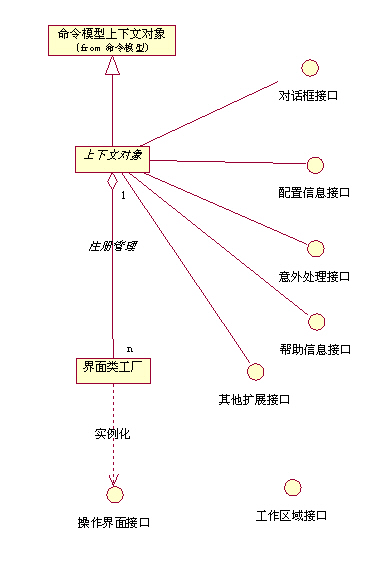 命令模型上下文对象
(from 命令模型)
对话框接口
上下文对象
配置信息接口
1
注册管理
意外处理接口
n
帮助信息接口
界面类工厂
其他扩展接口
实例化
操作界面接口
工作区域接口